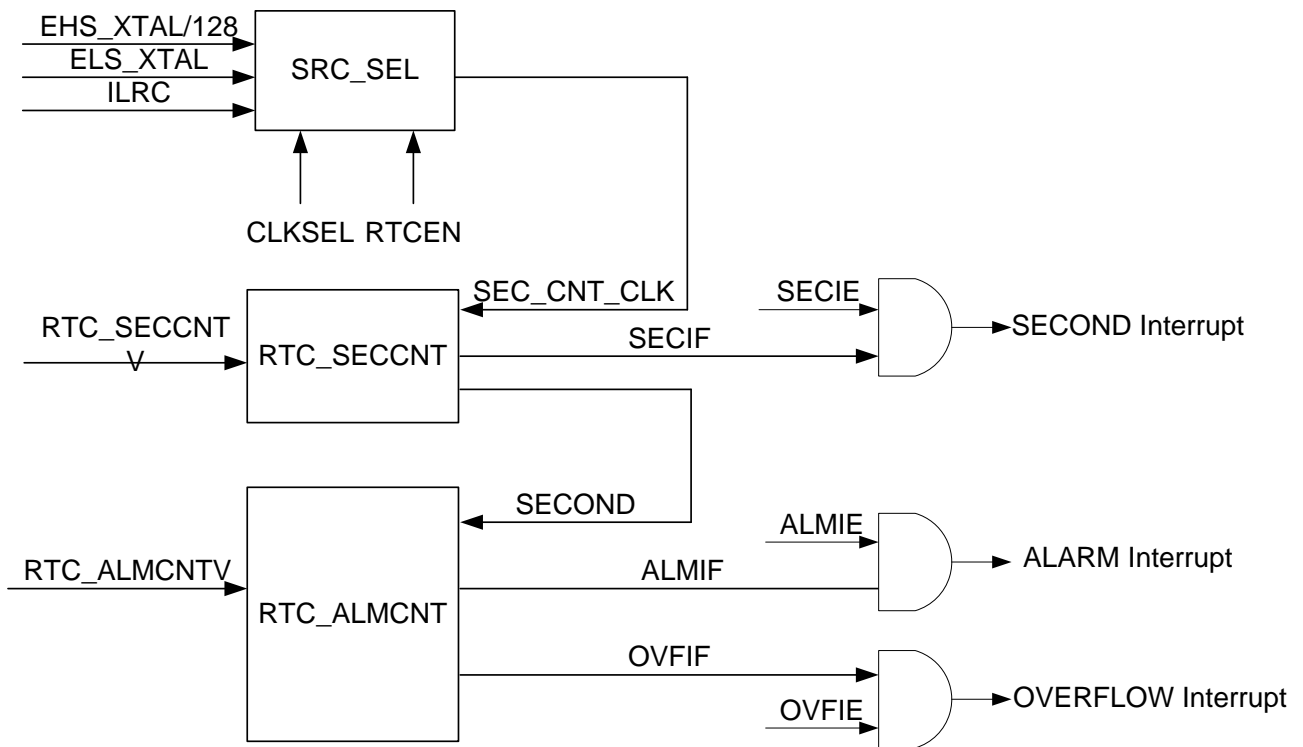 EHS_XTAL/128
ELS_XTAL
ILRC
SRC_SEL
CLKSEL RTCEN
SEC_CNT_CLK
SECIE
RTC_SECCNT
V
RTC_SECCNT
SECIF
SECOND Interrupt
SECOND
ALMIE
RTC_ALMCNTV
RTC_ALMCNT
ALMIF
ALARM Interrupt
OVFIF
OVFIE
OVERFLOW Interrupt